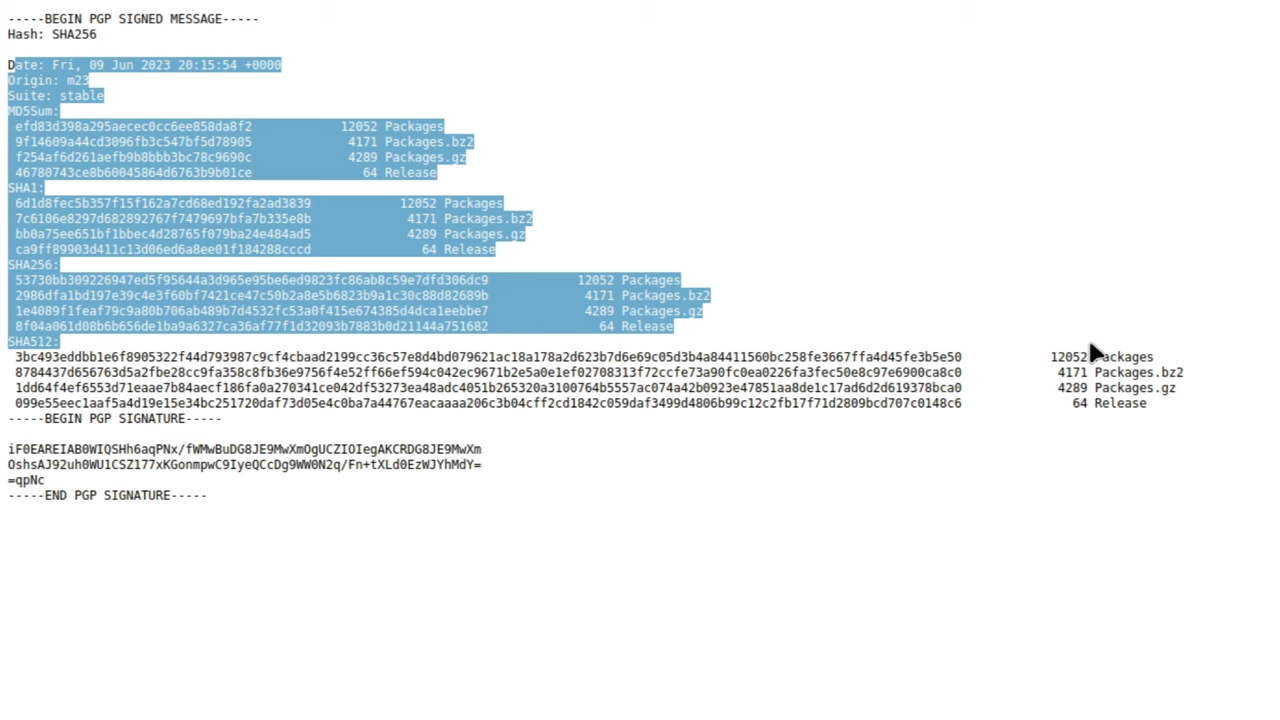 -----BEGIN PGP SIGNED MESSAGE-----
Hash: SHA256
Date: Fri, 09 Jun 2023 20:15:54 +0000
Origin: m23
Suite: stable
MD5Sum:
efd83d398a295aecec0cc6ee858da8f2 12052 Packages
9f14609a44cd3096fb3c547bf5d78905 4171 Packages.bz2
f254af6d261aefb9b8bbb3bc78c9690c 4289 Packages.gz
46780743ce8b60045864d6763b9b01ce 64 Release
SHA1:
6d1d8fec5b357f15f162a7cd68ed192fa2ad3839 12052 Packages
7c6106e8297d682892767f7479697bfa7b335e8b 4171 Packages.bz2
bb0a75ee651bf1bbec4d28765f079ba24e484ad5 4289 Packages.gz
ca9ff89903d411c13d06ed6a8ee01f184288cccd 64 Release
SHA256:
53730bb309226947ed5f95644a3d965e95be6ed9823fc86ab8c59e7dfd306dc9 12052 Packages
2986dfa1bd197e39c4e3f60bf7421ce47c50b2a8e5b6823b9a1c30c88d82689b 4171 Packages.bz2
1e4089f1feaf79c9a80b706ab489b7d4532fc53a0f415e674385d4dca1eebbe7 4289 Packages.gz
8f04a061d08b6b656de1ba9a6327ca36af77f1d32093b7883b0d21144a751682 64 Release
SHA512:
3bc493eddbb1e6f8905322f44d793987c9cf4cbaad2199cc36c57e8d4bd079621ac18a178a2d623b7d6e69c05d3b4a84411560bc258fe3667ffa4d45fe3b5e50 12052 Packages
8784437d656763d5a2fbe28cc9fa358c8fb36e9756f4e52ff66ef594c042ec9671b2e5a0e1ef02708313f72ccfe73a90fc0ea0226fa3fec50e8c97e6900ca8c0 4171 Packages.bz2
1dd64f4ef6553d71eaae7b84aecf186fa0a270341ce042df53273ea48adc4051b265320a3100764b5557ac074a42b0923e47851aa8de1c17ad6d2d619378bca0 4289 Packages.gz
099e55eec1aaf5a4d19e15e34bc251720daf73d05e4c0ba7a44767eacaaaa206c3b04cff2cd1842c059daf3499d4806b99c12c2fb17f71d2809bcd707c0148c6 64 Release
-----BEGIN PGP SIGNATURE-----
iF0EAREIAB0WIQSHh6aqPNx/fWMwBuDG8JE9MwXmOgUCZIOIegAKCRDG8JE9MwXm
OshsAJ92uh0WU1CSZ177xKGonmpwC9IyeQCcDg9WW0N2q/Fn+tXLd0EzWJYhMdY=
=qpNc
-----END PGP SIGNATURE-----